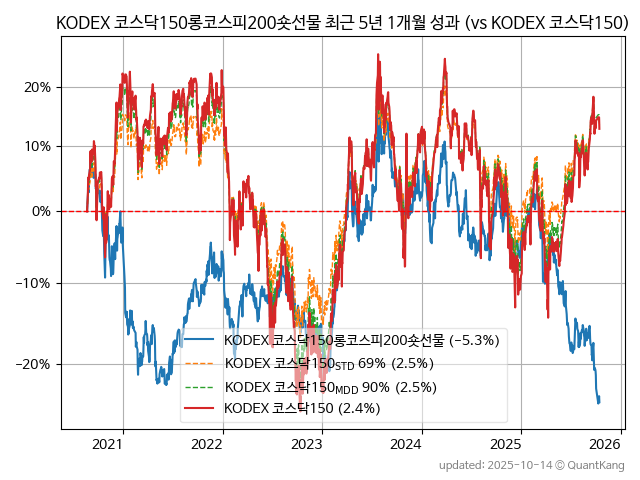 KODEX 코스닥150롱코스피200숏선물 최근 5년 1개월 성과 (vs KODEX 코스닥150)
20%
10%
0%
−10%
−20%
KODEX 코스닥150롱코스피200숏선물 (−5.3%)
KODEX 코스닥150STD 69% (2.5%)
KODEX 코스닥150MDD 90% (2.5%)
KODEX 코스닥150 (2.4%)
2021 2022 2023 2024 2025 2026
updated: 2025-10-14 © QuantKang